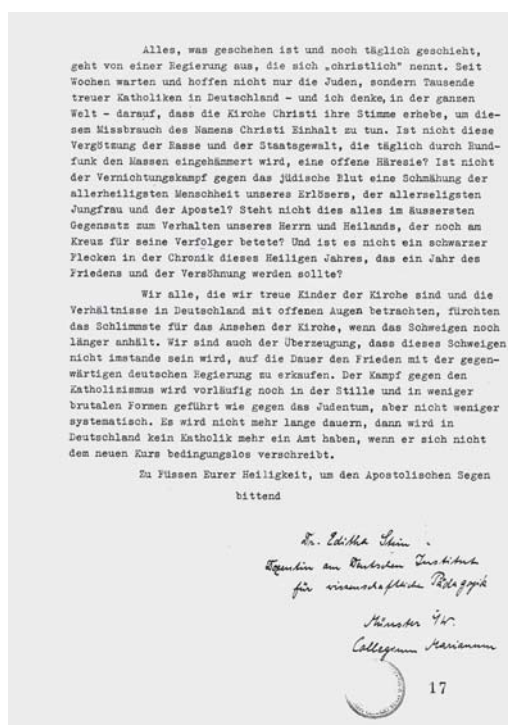 Alles, was geschehen ist und noch täglich geschieht,
geht von einer Regierung aus, die sich „christlich" nennt. Seit
Wochen warten und hoffen nicht nur die Juden, sondern Tausende
treuer Katholiken in Deutschland – und ich denke, in der ganzen
Welt – darauf, dass die Kirche Christi ihre Stimme erhebe, um die-
sem Missbrauch des Namens Christi Einhalt zu tun. Ist nicht diese
Vergötzung der Rasse und der Staatsgewalt, die täglich durch Rund-
funk den Massen eingehämmert wird, eine offene Häresie? Ist nicht
der Vernichtungskampf gegen das jüdische Blut eine Schmähung der
allerheiligsten Menschheit unseres Erlösers, der allerseligsten
Jungfrau und der Apostel? Steht nicht dies alles im äussersten
Gegensatz zum Verhalten unseres Herrn und Heilands, der noch am
Kreuz für seine Verfolger betete? Und ist es nicht ein schwarzer
Flecken in der Chronik dieses Heiligen Jahres, das ein Jahr des
Friedens und der Versöhnung werden sollte?
Wir alle, die wir treue Kinder der Kirche sind und die
Verhältnisse in Deutschland mit offenen Augen betrachten, fürchten
das Schlimmste für das Ansehen der Kirche, wenn das Schweigen noch
länger anhält. Wir sind auch der Überzeugung, dass dieses Schweigen
nicht imstande sein wird, auf die Dauer den Frieden mit der gegen-
wärtigen deutschen Regierung zu erkaufen. Der Kampf gegen den
Katholizismus wird vorläufig noch in der Stille und in weniger
brutalen Formen geführt wie gegen das Judentum, aber nicht weniger
systematisch. Es wird nicht mehr lange dauern, dann wird in
Deutschland kein Katholik mehr ein Amt haben, wenn er sich nicht
dem neuen Kurs bedingungslos verschreibt.
Zu Füssen Eurer Heiligkeit, um den Apostolischen Segen
bittend
Dr. Editha Stein
Dozentin am Deutschen Institut
für wissenschaftliche Pädagogik
Münster i/W.
Collegium Marianum
17